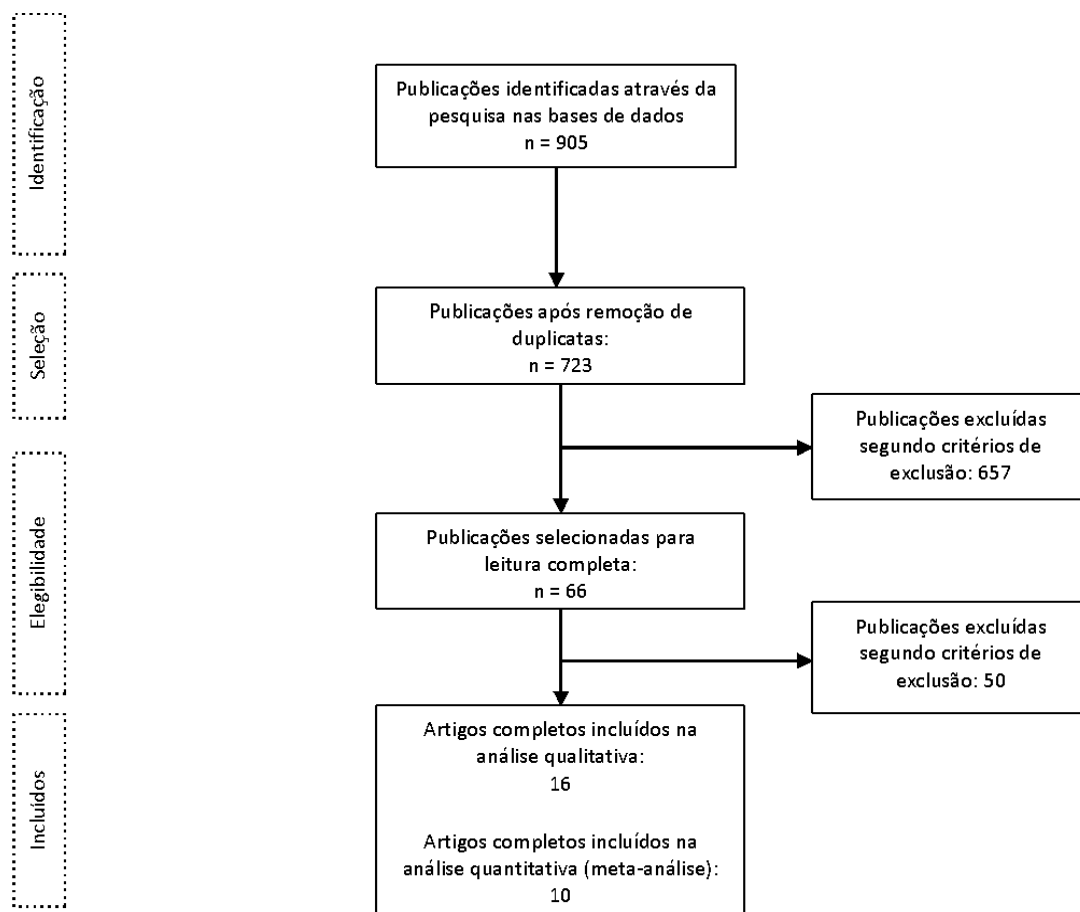 Identificação
Publicações identificadas através da
pesquisa nas bases de dados
n = 905
Seleção
Publicações após remoção de
duplicatas:
n = 723
Publicações excluídas
segundo critérios de
exclusão: 657
Elegibilidade
Publicações selecionadas para
leitura completa:
n = 66
Publicações excluídas
segundo critérios de
exclusão: 50
Incluídos
Artigos completos incluídos na
análise qualitativa:
16
Artigos completos incluídos na
análise quantitativa (meta-análise):
10